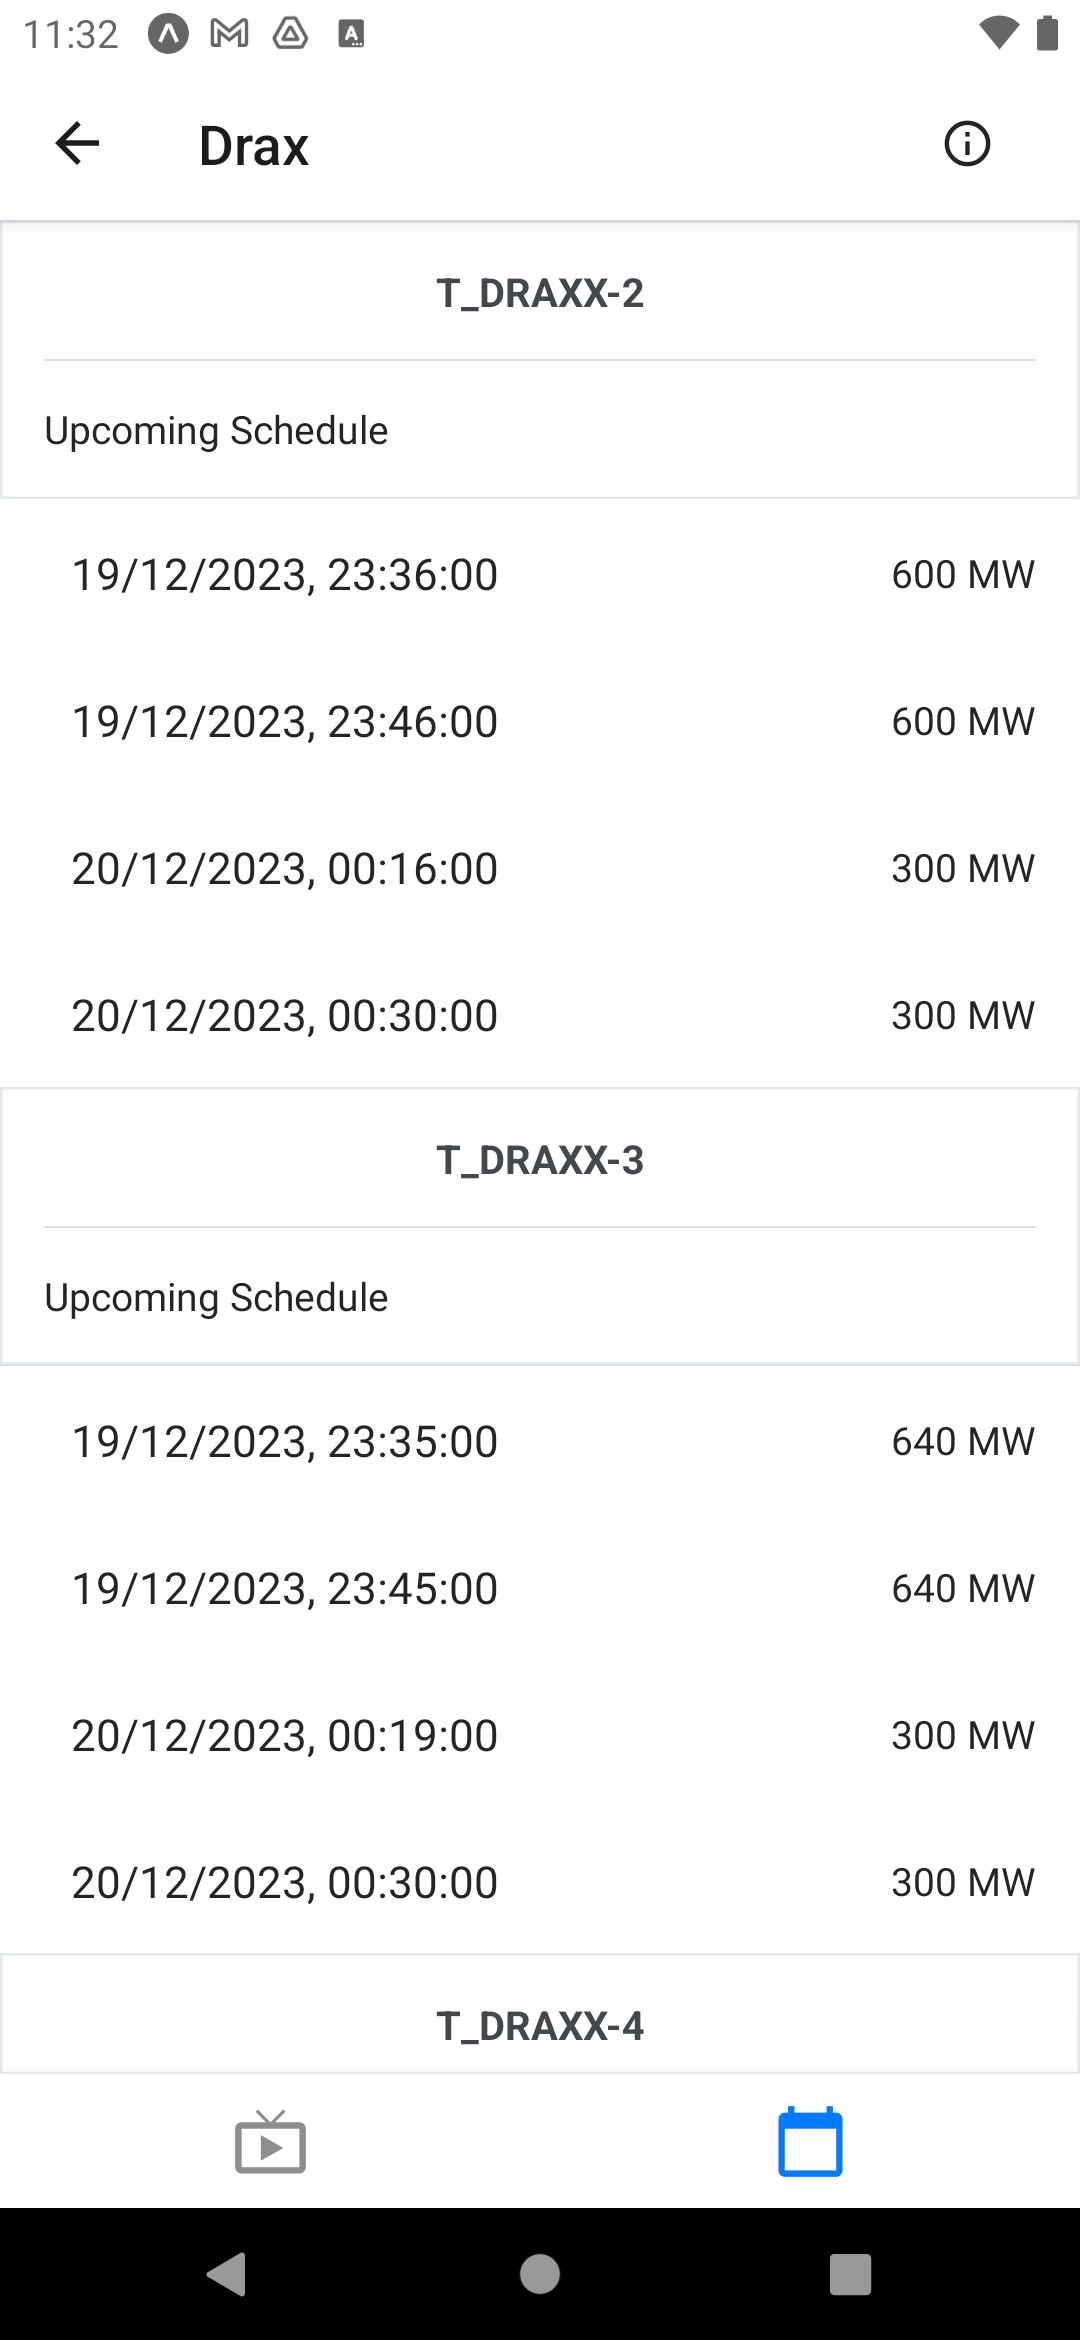 11:32
Drax
T_DRAXX-2
Upcoming Schedule
19/12/2023, 23:36:00 600 MW
19/12/2023, 23:46:00 600 MW
20/12/2023, 00:16:00 300 MW
20/12/2023, 00:30:00 300 MW
T_DRAXX-3
Upcoming Schedule
19/12/2023, 23:35:00 640 MW
19/12/2023, 23:45:00 640 MW
20/12/2023, 00:19:00 300 MW
20/12/2023, 00:30:00 300 MW
T_DRAXX-4